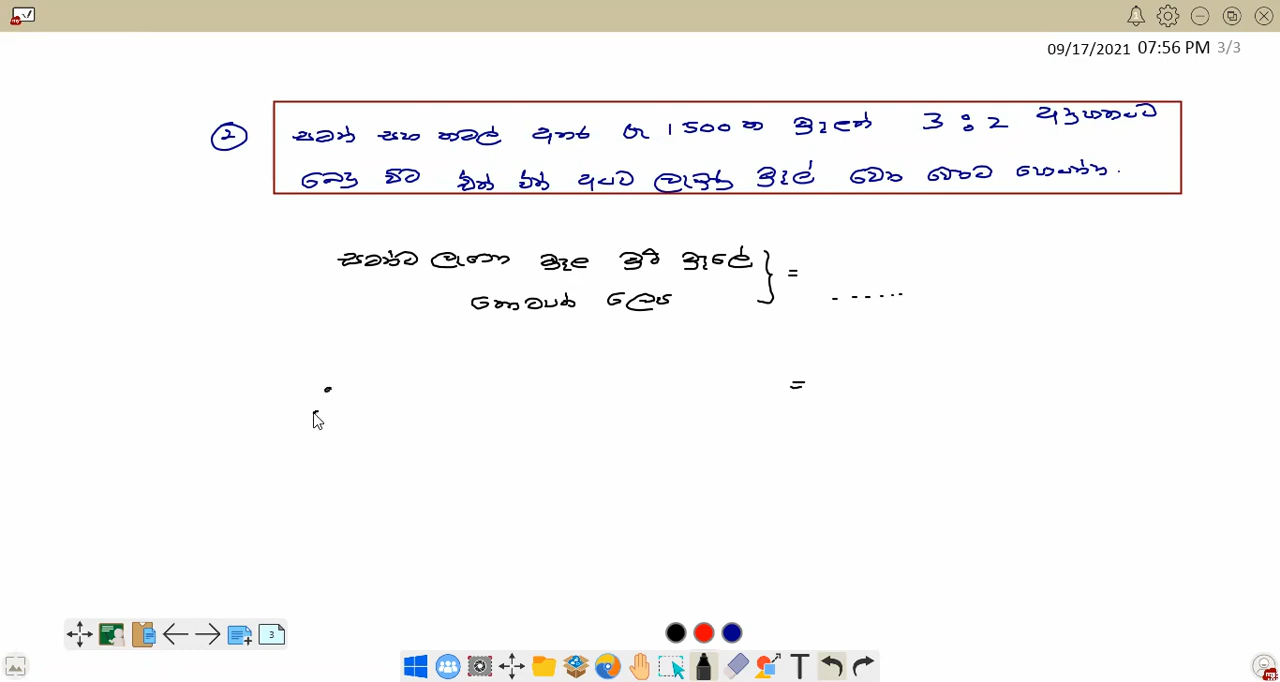 09/17/2021 07:56 PM 3/3
2 සමන් සහ කමල් අතර රු 1500 ක මුදලක් 3 : 2 අනුපාතයට
බෙදූ විට එක් එක් අයට ලැබුණු මුදල් වෙන වෙනම සොයන්න.
සමන්ට ලැබෙන මුදල මුළු මුදලේ } =
කොටසක් ලෙස ......
. =
3
T